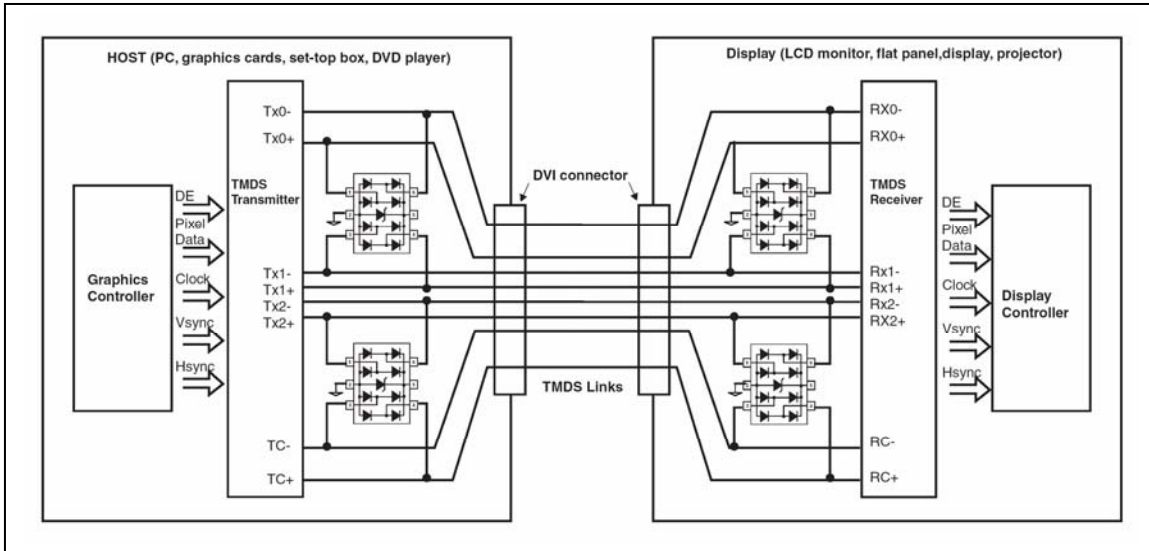 HOST (PC, graphics cards, set-top box, DVD player)
Display (LCD monitor, flat panel,display, projector)
Graphics
Controller
DE
Pixel
Data
Clock
Vsync
Hsync
TMDS
Transmitter
Tx0-
Tx0+
Tx1-
Tx1+
Tx2-
Tx2+
TC-
TC+
DVI connector
TMDS Links
RX0-
RX0+
TMDS
Receiver
Rx1-
Rx1+
Rx2-
RX2+
RC-
RC+
DE
Pixel
Data
Clock
Vsync
Hsync
Display
Controller